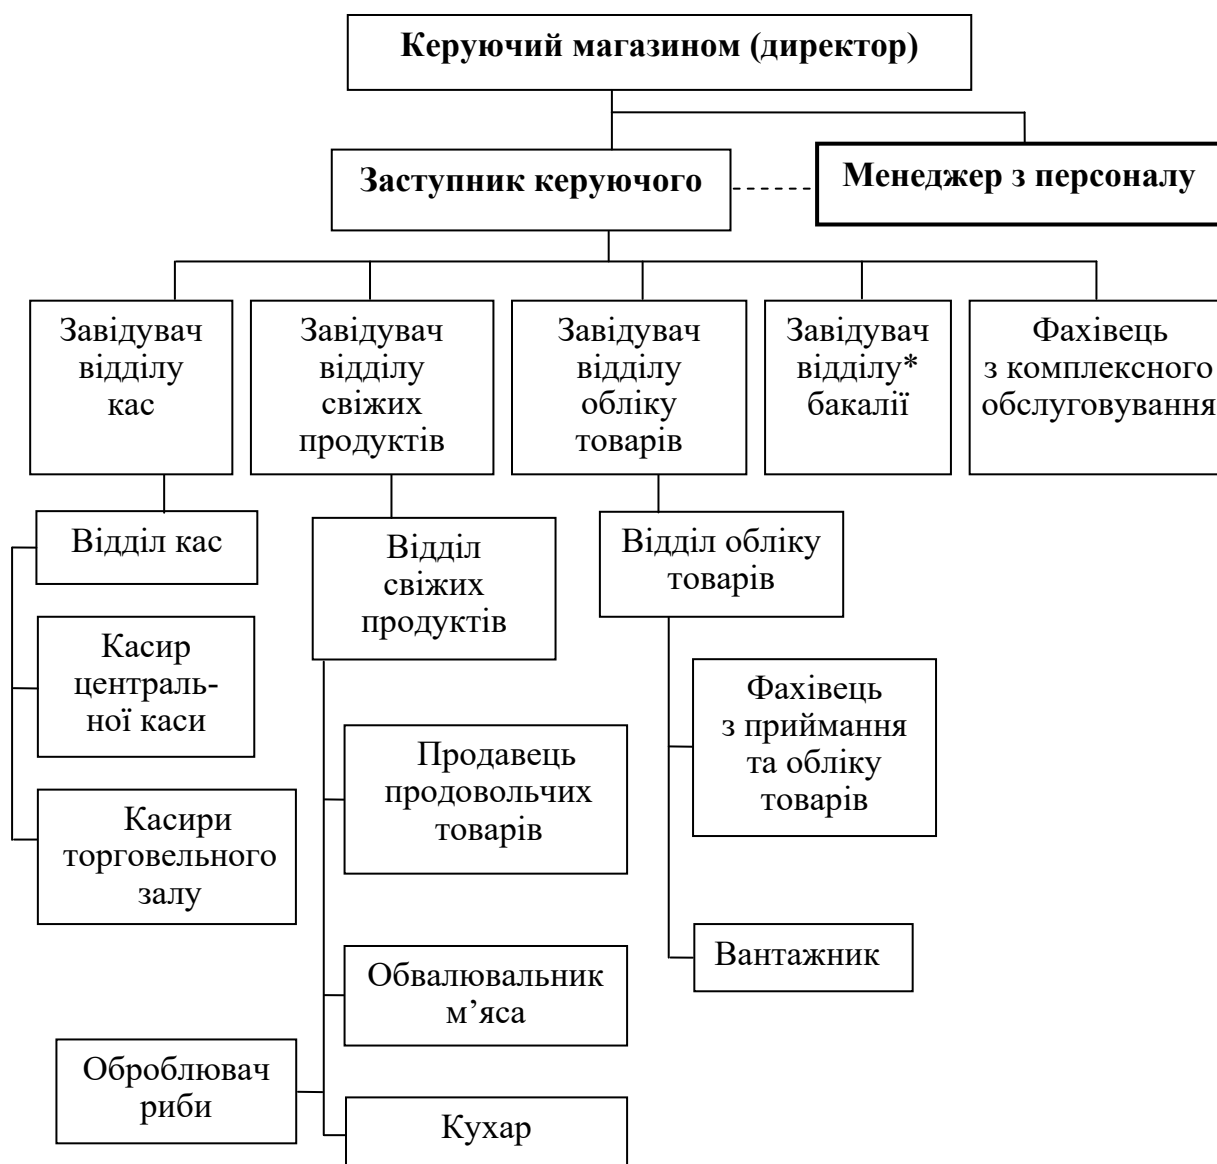 Керуючий магазином (директор)
Заступник керуючого
Менеджер з персоналу
Завідувач
відділу
кас
Завідувач
відділу
свіжих
продуктів
Завідувач
відділу
обліку
товарів
Завідувач
відділу*
бакалії
Фахівець
з комплексного
обслуговування
Відділ кас
Касир
централь-
ної каси
Касири
торговельного
залу
Відділ
свіжих
продуктів
Продавець
продовольчих
товарів
Обвалювальник
м’яса
Оброблювач
риби
Кухар
Відділ обліку
товарів
Фахівець
з приймання
та обліку
товарів
Вантажник